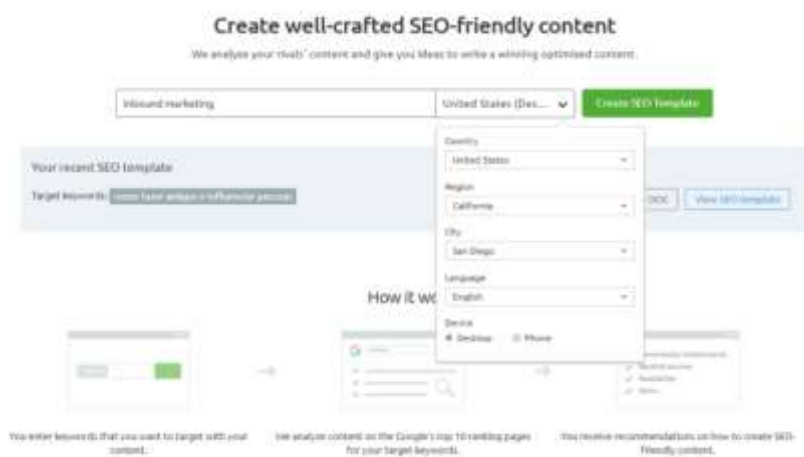 Create well-crafted SEO-friendly content
We analyse your rivals' content and give you ideas to write a winning optimised content.
inbound marketing
United States (Des...
Create SEO Template
Country
United States
Your recent SEO template
Target keywords:
Region
California
DOC
View SEO template
City
San Diego
Language
English
How it wo
Device
Desktop
Phone
You enter keywords that you want to target with your
content.
We analyze content on the Google's top 10 ranking pages
for your target keywords.
You receive recommendations on how to create SEO-
friendly content.